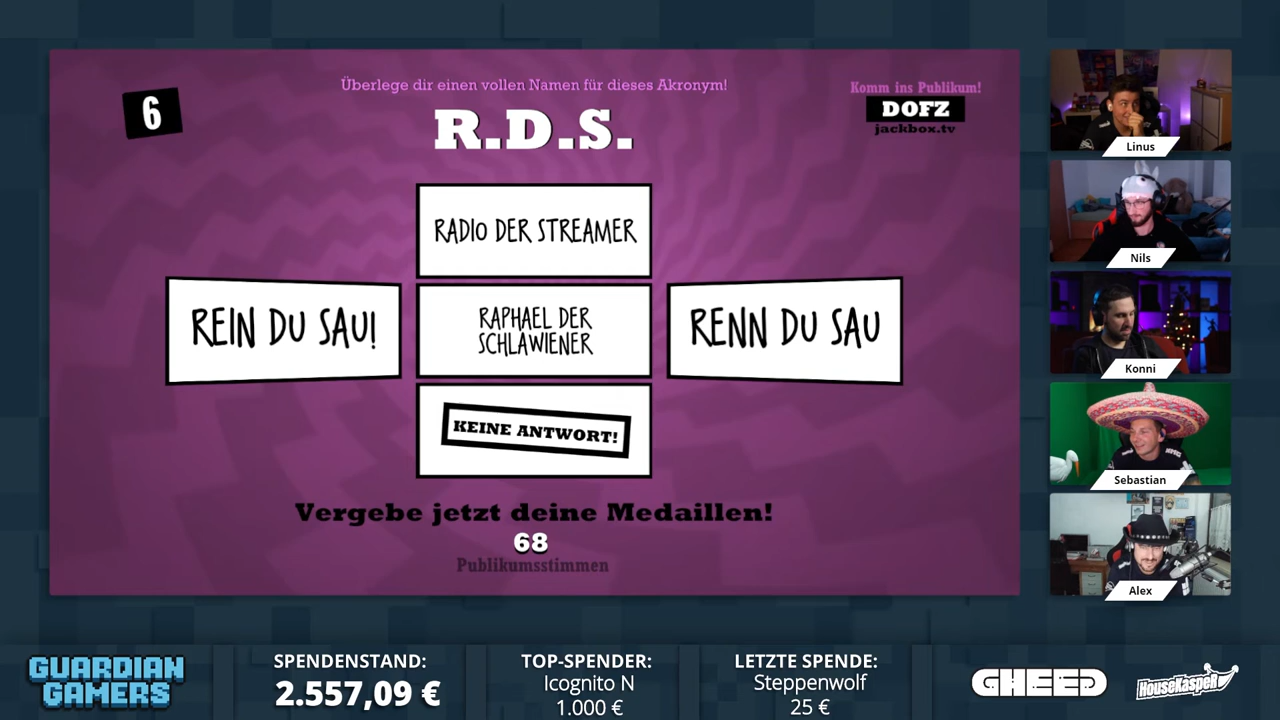 6
Überlege dir einen vollen Namen für dieses Akronym!
R.D.S.
Komm ins Publikum!
DOFZ
jackbox.tv
RADIO DER STREAMER
REIN DU SAU!
RAPHAEL DER
SCHLAWIENER
RENN DU SAU
KEINE ANTWORT!
Vergebe jetzt deine Medaillen!
68
Publikumsstimmen
Linus
Nils
Konni
Sebastian
Alex
GUARDIAN
GAMERS
SPENDENSTAND:
2.557,09 €
TOP-SPENDER:
Icognito N
1.000 €
LETZTE SPENDE:
Steppenwolf
25 €
GHEED
HOUSEKASPER